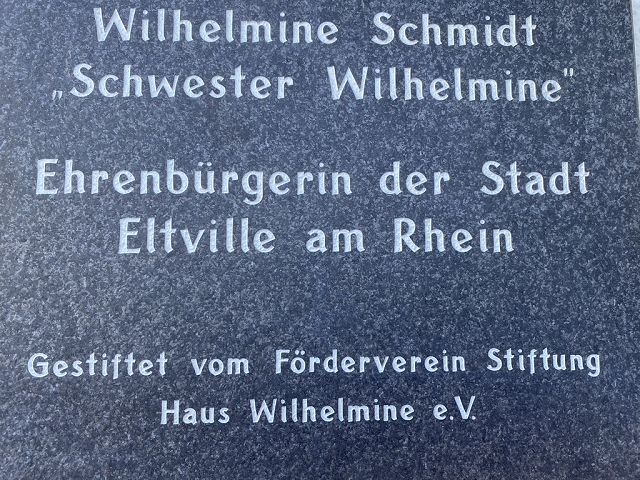 Wilhelmine Schmidt
„Schwester Wilhelmine"
Ehrenbürgerin der Stadt
Eltville am Rhein
Gestiftet vom Förderverein Stiftung
Haus Wilhelmine e.V.